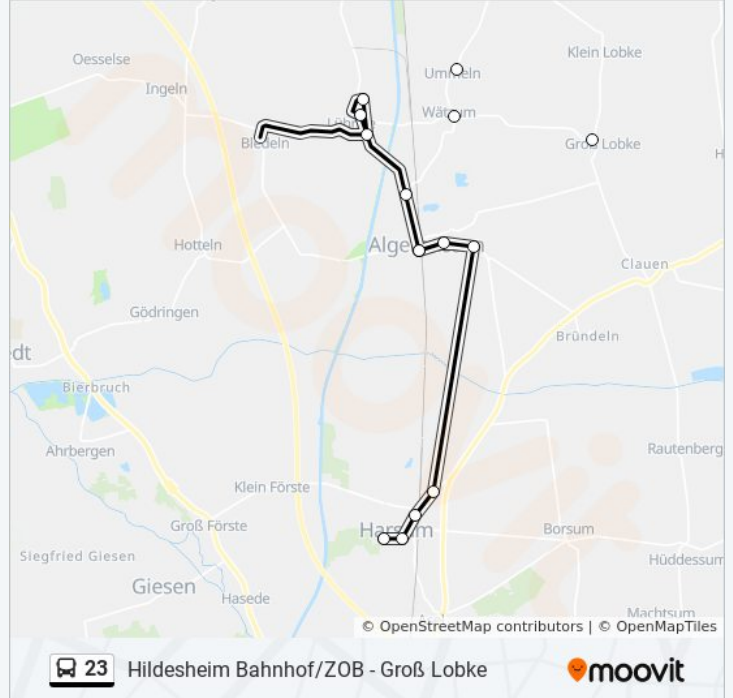 Klein Lobke
Oesselse
Ummeln
Ingeln
Lühnde
Wätzum
Bledeln
Groß Lobke
H
Hotteln
Algermissen
Clauen
Gödringen
Bründeln
dt
Bierbruch
Ahrbergen
Rautenberg
Klein Förste
Groß Förste
Harsum
Borsum
Siegfried Giesen
Hüddessum
Giesen
Hasede
Machtsum
© OpenStreetMap contributors | © OpenMapTiles
23 Hildesheim Bahnhof/ZOB - Groß Lobke
moovit